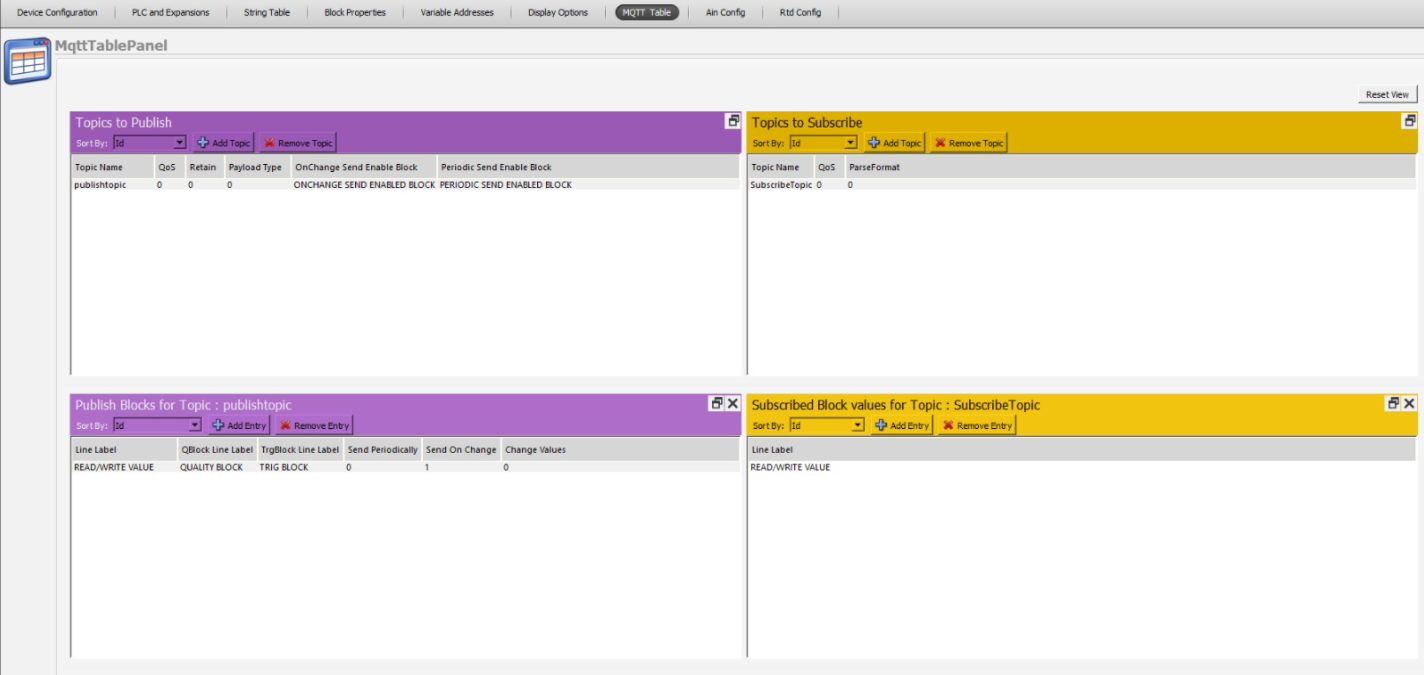 Device Configuration PLC and Expansions String Table Block Properties Variable Addresses Display Options MQTT Table Ain Config Rtd Config
MqttTablePanel
Reset View
Topics to Publish
Sort By: Id Add Topic Remove Topic
Topic Name QoS Retain Payload Type OnChange Send Enable Block Periodic Send Enable Block
publishtopic 0 0 0 ONCHANGE SEND ENABLED BLOCK PERIODIC SEND ENABLED BLOCK
Topics to Subscribe
Sort By: Id Add Topic Remove Topic
Topic Name QoS ParseFormat
SubscribeTopic 0 0
Publish Blocks for Topic : publishtopic
Sort By: Id Add Entry Remove Entry
Line Label QBlock Line Label TrgBlock Line Label Send Periodically Send On Change Change Values
READ/WRITE VALUE QUALITY BLOCK TRIG BLOCK 0 1 0
Subscribed Block values for Topic : SubscribeTopic
Sort By: Id Add Entry Remove Entry
Line Label
READ/WRITE VALUE